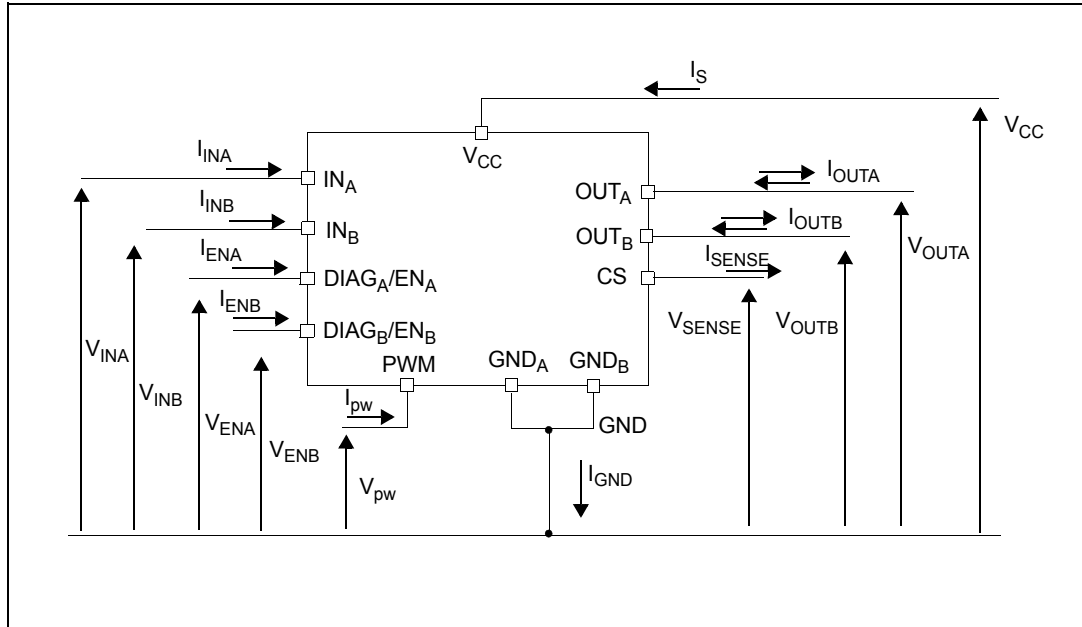 I_S
V_CC
V_CC
I_INA
IN_A
OUT_A
I_OUTA
I_INB
IN_B
OUT_B
I_OUTB
V_OUTA
I_ENA
DIAG_A/EN_A
CS
I_SENSE
I_ENB
DIAG_B/EN_B
V_SENSE
V_OUTB
V_INA
PWM
GND_A
GND_B
V_INB
I_pw
GND
V_ENA
V_ENB
V_pw
I_GND